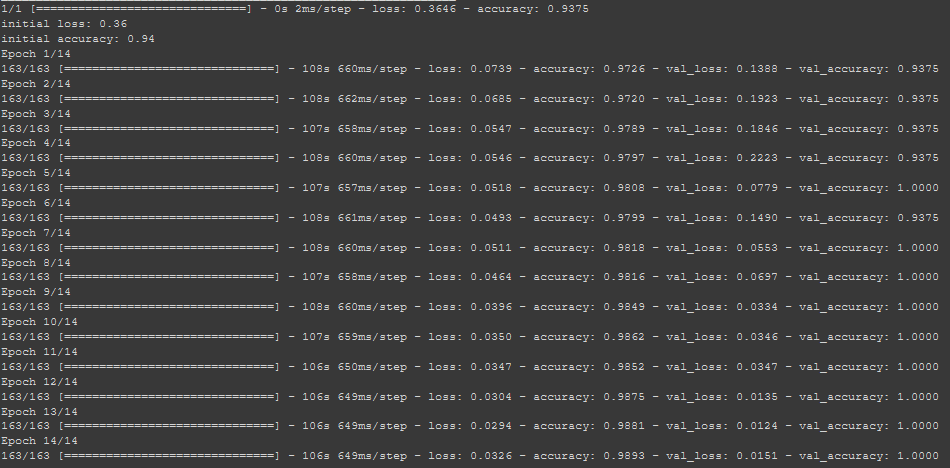 1/1 [==============================] - 0s 2ms/step - loss: 0.3646 - accuracy: 0.9375
initial loss: 0.36
initial accuracy: 0.94
Epoch 1/14
163/163 [==============================] - 108s 660ms/step - loss: 0.0739 - accuracy: 0.9726 - val_loss: 0.1388 - val_accuracy: 0.9375
Epoch 2/14
163/163 [==============================] - 108s 662ms/step - loss: 0.0685 - accuracy: 0.9720 - val_loss: 0.1923 - val_accuracy: 0.9375
Epoch 3/14
163/163 [==============================] - 107s 658ms/step - loss: 0.0547 - accuracy: 0.9789 - val_loss: 0.1846 - val_accuracy: 0.9375
Epoch 4/14
163/163 [==============================] - 108s 660ms/step - loss: 0.0546 - accuracy: 0.9797 - val_loss: 0.2223 - val_accuracy: 0.9375
Epoch 5/14
163/163 [==============================] - 107s 657ms/step - loss: 0.0518 - accuracy: 0.9808 - val_loss: 0.0779 - val_accuracy: 1.0000
Epoch 6/14
163/163 [==============================] - 108s 661ms/step - loss: 0.0493 - accuracy: 0.9799 - val_loss: 0.1490 - val_accuracy: 0.9375
Epoch 7/14
163/163 [==============================] - 108s 660ms/step - loss: 0.0511 - accuracy: 0.9818 - val_loss: 0.0553 - val_accuracy: 1.0000
Epoch 8/14
163/163 [==============================] - 107s 658ms/step - loss: 0.0464 - accuracy: 0.9816 - val_loss: 0.0697 - val_accuracy: 1.0000
Epoch 9/14
163/163 [==============================] - 108s 660ms/step - loss: 0.0396 - accuracy: 0.9849 - val_loss: 0.0334 - val_accuracy: 1.0000
Epoch 10/14
163/163 [==============================] - 107s 659ms/step - loss: 0.0350 - accuracy: 0.9862 - val_loss: 0.0346 - val_accuracy: 1.0000
Epoch 11/14
163/163 [==============================] - 106s 650ms/step - loss: 0.0347 - accuracy: 0.9852 - val_loss: 0.0347 - val_accuracy: 1.0000
Epoch 12/14
163/163 [==============================] - 106s 649ms/step - loss: 0.0304 - accuracy: 0.9875 - val_loss: 0.0135 - val_accuracy: 1.0000
Epoch 13/14
163/163 [==============================] - 106s 649ms/step - loss: 0.0294 - accuracy: 0.9881 - val_loss: 0.0124 - val_accuracy: 1.0000
Epoch 14/14
163/163 [==============================] - 106s 649ms/step - loss: 0.0326 - accuracy: 0.9893 - val_loss: 0.0151 - val_accuracy: 1.0000